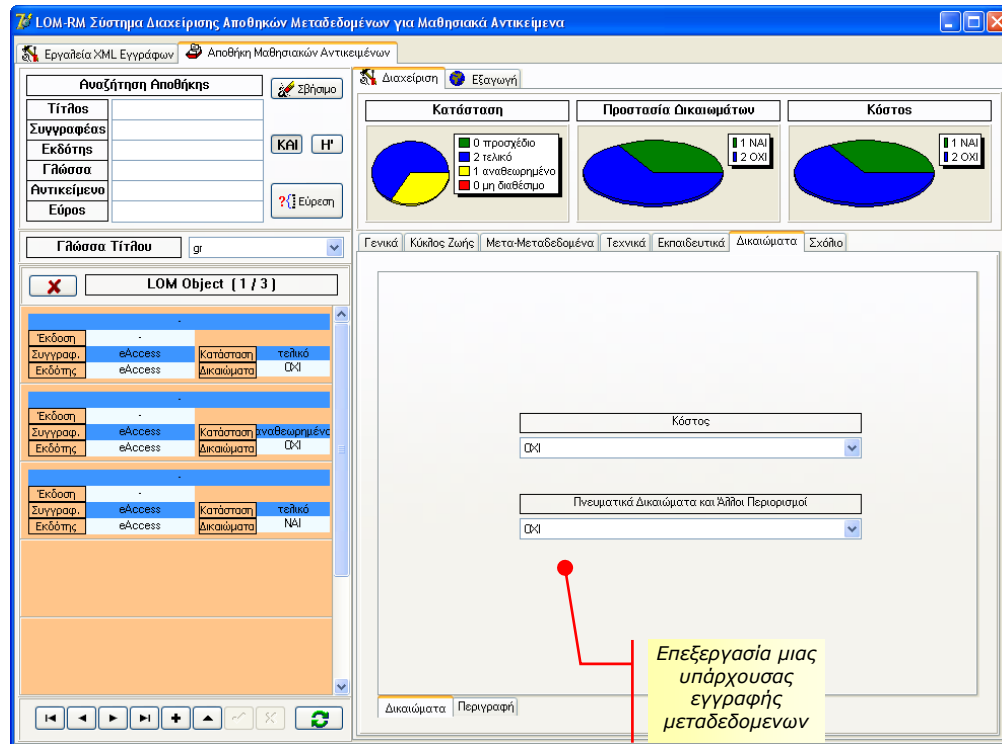 LOM-RM Σύστημα Διαχείρισης Αποθηκών Μεταδεδομένων για Μαθησιακά Αντικείμενα
Εργαλεία XML Εγγράφων Αποθήκη Μαθησιακών Αντικειμένων
Αναζήτηση Αποθήκης
Σβήσιμο
Τίτλος
Συγγραφέας
Εκδότης
Γλώσσα
Αντικείμενο
Εύρος
ΚΑΙ Η'
?{} Εύρεση
Γλώσσα Τίτλου gr
LOM Object ( 1 / 3 )
-
Έκδοση -
Συγγραφ. eAccess Κατάσταση τελικό
Εκδότης eAccess Δικαιώματα ΟΧΙ
-
Έκδοση -
Συγγραφ. eAccess Κατάσταση αναθεωρημένο
Εκδότης eAccess Δικαιώματα ΟΧΙ
-
Έκδοση -
Συγγραφ. eAccess Κατάσταση τελικό
Εκδότης eAccess Δικαιώματα ΝΑΙ
Διαχείριση Εξαγωγή
Κατάσταση
0 προσχέδιο
2 τελικό
1 αναθεωρημένο
0 μη διαθέσιμο
Προστασία Δικαιωμάτων
1 ΝΑΙ
2 ΟΧΙ
Κόστος
1 ΝΑΙ
2 ΟΧΙ
Γενικά Κύκλος Ζωής Μετα-Μεταδεδομένα Τεχνικά Εκπαιδευτικά Δικαιώματα Σχόλιο
Κόστος
ΟΧΙ
Πνευματικά Δικαιώματα και Άλλοι Περιορισμοί
ΟΧΙ
Επεξεργασία μιας
υπάρχουσας
εγγραφής
μεταδεδομενων
Δικαιώματα Περιγραφή